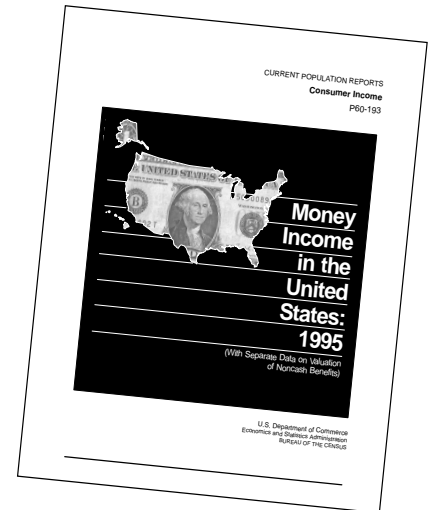 CURRENT POPULATION REPORTS
Consumer Income
P60-193
UNITED STATES
B
Money
Income
in the
United
States:
1995
(With Separate Data on Valuation
of Noncash Benefits)
U.S. Department of Commerce
Economics and Statistics Administration
BUREAU OF THE CENSUS